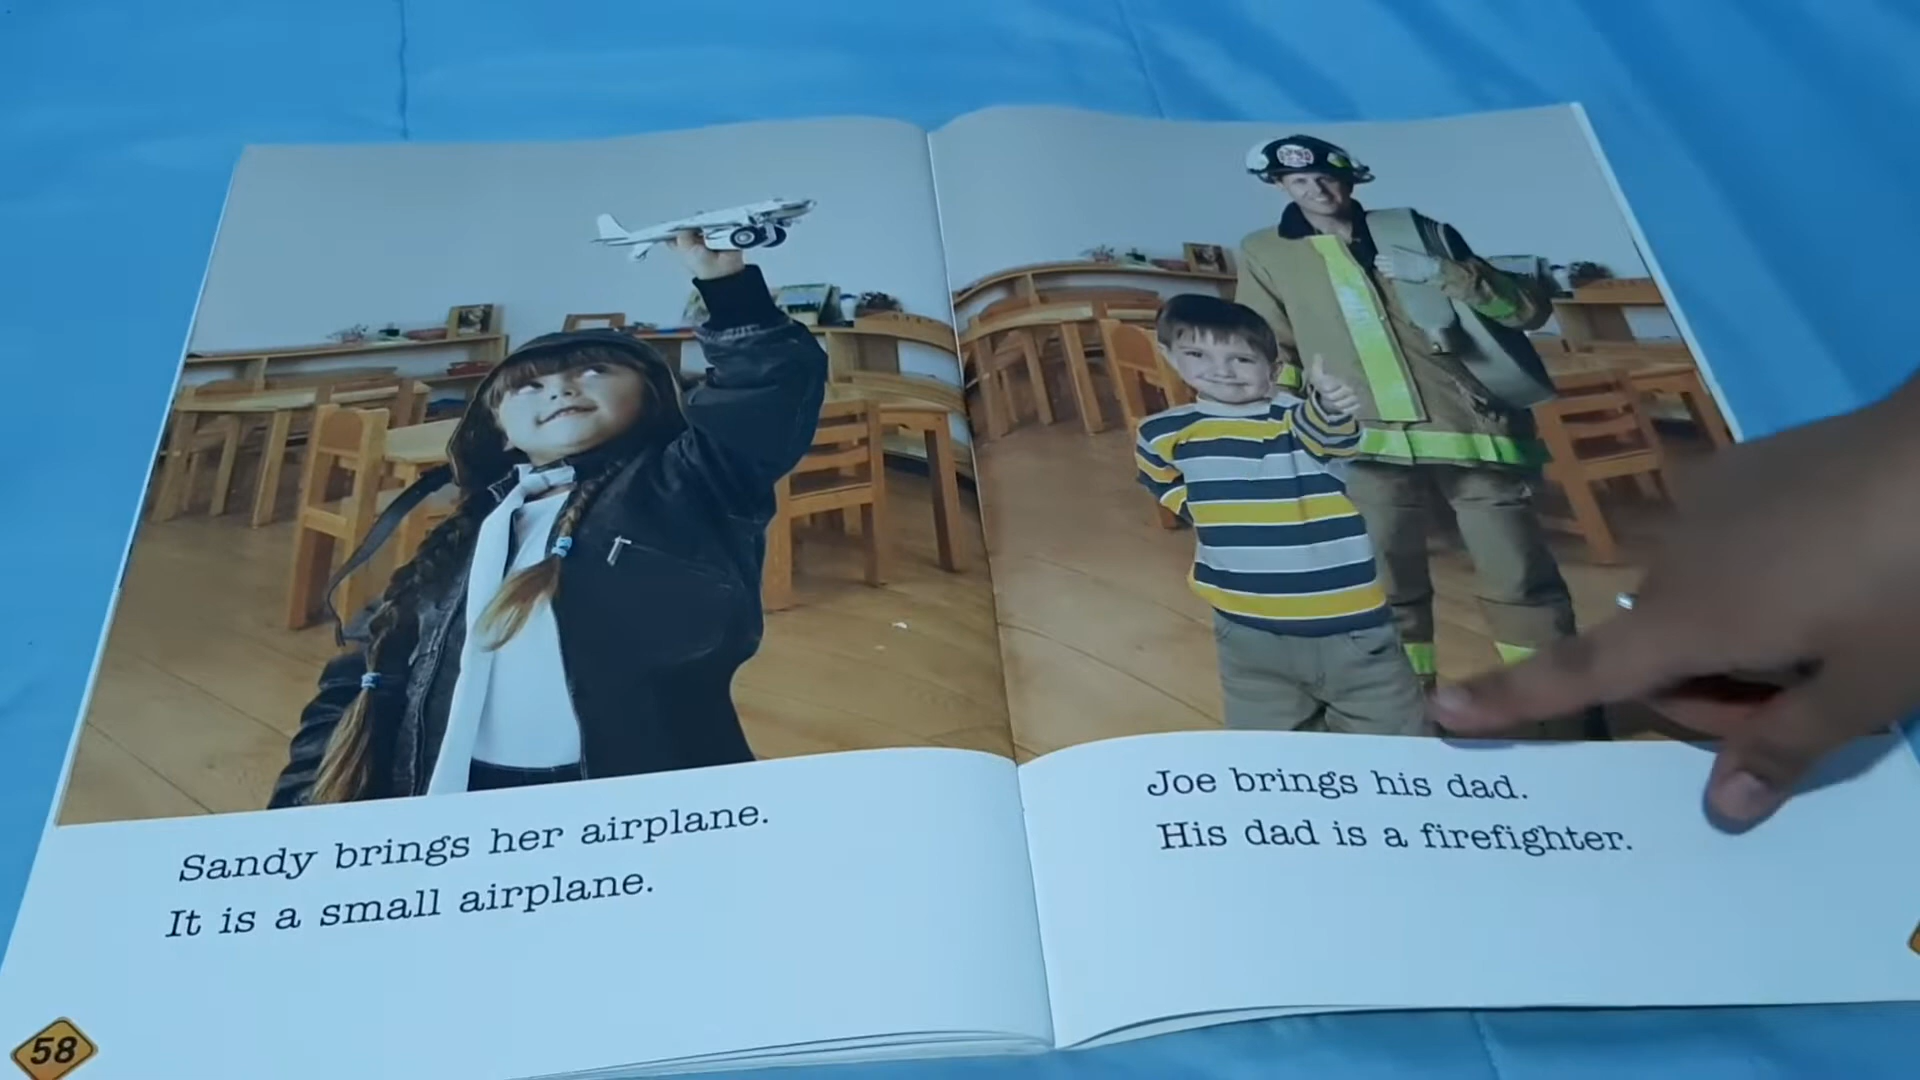 Sandy brings her airplane.
It is a small airplane.
58
Joe brings his dad.
His dad is a firefighter.